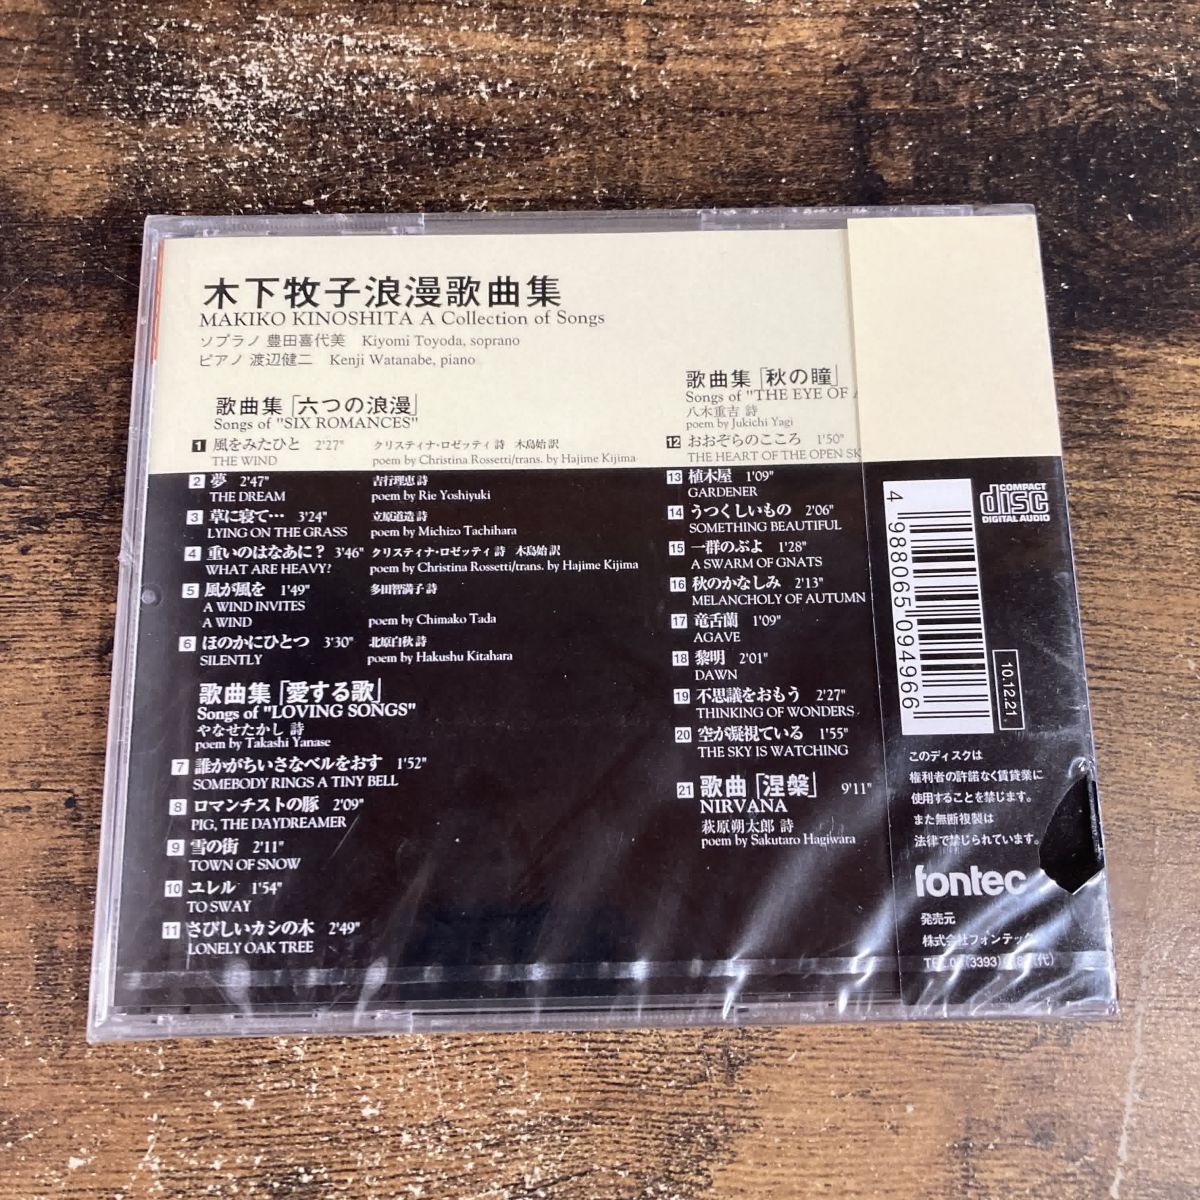 木下牧子浪漫歌曲集
MAKIKO KINOSHITA A Collection of Songs
ソプラノ 豊田喜代美 Kiyomi Toyoda, soprano
ピアノ 渡辺健二 Kenji Watanabe, piano
歌曲集「六つの浪漫」
Songs of "SIX ROMANCES"
1 風をみたひと 2'27" クリスティナ・ロゼッティ 詩 木島始 訳
THE WIND poem by Christina Rossetti/trans. by Hajime Kijima
2 夢 2'47" 吉行理恵 詩
THE DREAM poem by Rie Yoshiyuki
3 草に寝て… 3'24" 立原道造 詩
LYING ON THE GRASS poem by Michizo Tachihara
4 重いのはなあに? 3'46" クリスティナ・ロゼッティ 詩 木島始 訳
WHAT ARE HEAVY? poem by Christina Rossetti/trans. by Hajime Kijima
5 風が風を 1'49" 多田智満子 詩
A WIND INVITES
A WIND poem by Chimako Tada
6 ほのかにひとつ 3'30" 北原白秋 詩
SILENTLY poem by Hakushu Kitahara
歌曲集「愛する歌」
Songs of "LOVING SONGS"
やなせたかし 詩
poem by Takashi Yanase
7 誰かがちいさなベルをおす 1'52"
SOMEBODY RINGS A TINY BELL
8 ロマンチストの豚 2'09"
PIG, THE DAYDREAMER
9 雪の街 2'11"
TOWN OF SNOW
10 ユレル 1'54"
TO SWAY
11 さびしいカシの木 2'49"
LONELY OAK TREE
歌曲集「秋の瞳」
Songs of "THE EYE OF A
八木重吉 詩
poem by Jukichi Yagi
12 おおぞらのこころ 1'50"
THE HEART OF THE OPEN SK
13 植木屋 1'09"
GARDENER
14 うつくしいもの 2'06"
SOMETHING BEAUTIFUL
15 一群のぶよ 1'28"
A SWARM OF GNATS
16 秋のかなしみ 2'13"
MELANCHOLY OF AUTUMN
17 竜舌蘭 1'09"
AGAVE
18 黎明 2'01"
DAWN
19 不思議をおもう 2'27"
THINKING OF WONDERS
20 空が凝視ている 1'55"
THE SKY IS WATCHING
21 歌曲「涅槃」 9'11"
NIRVANA
萩原朔太郎 詩
poem by Sakutaro Hagiwara
COMPACT
disc
DIGITAL AUDIO
4 988065 094966
10.12.21
このディスクは
権利者の許諾なく賃貸業に
使用することを禁じます。
また無断複製は
法律で禁じられています。
fontec
発売元
株式会社フォンテック
(3393) (代)